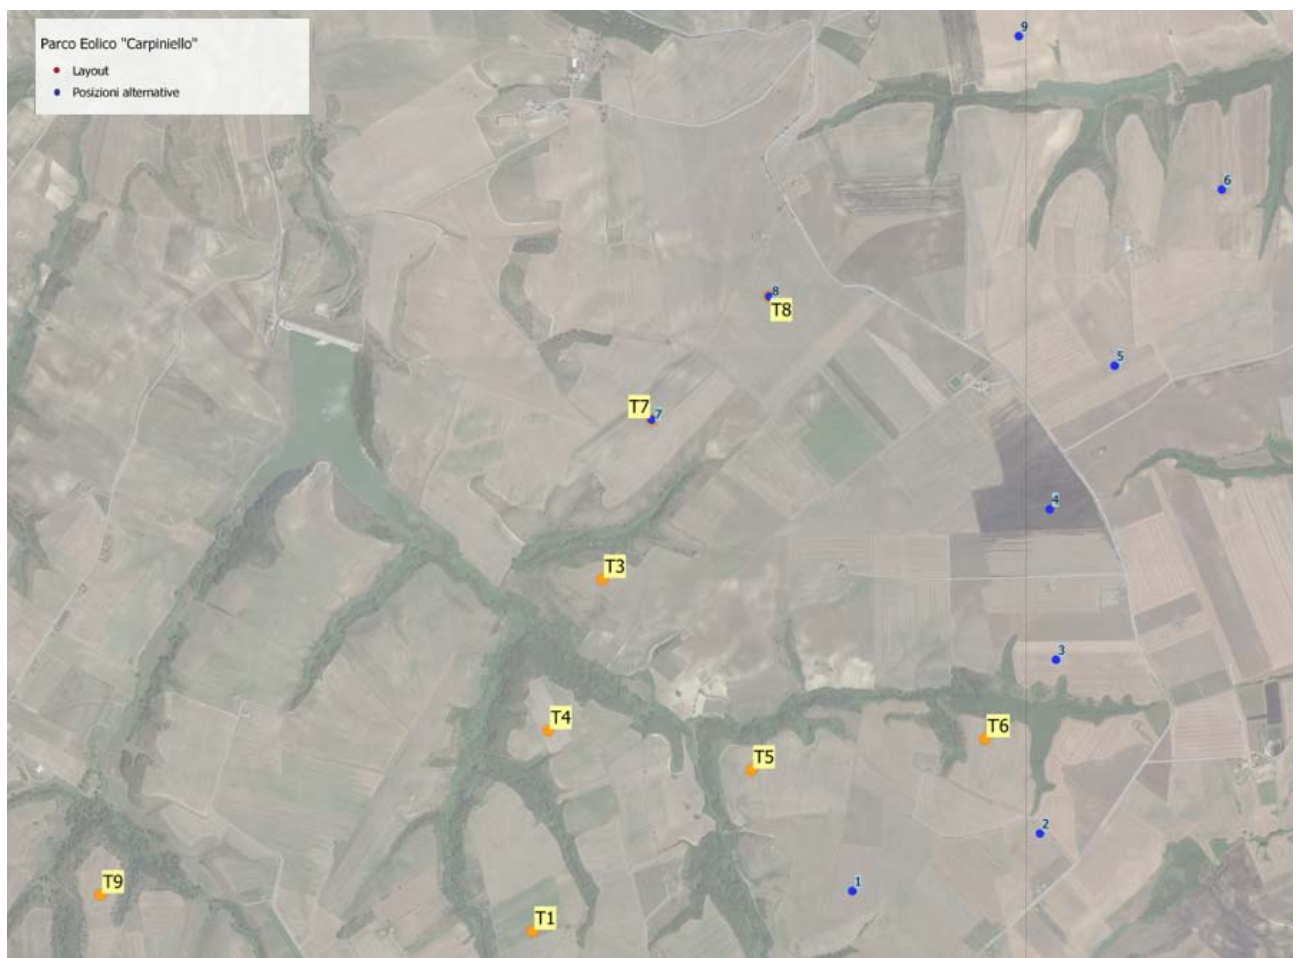 Parco Eolico "Carpiniello"
Layout
Posizioni alternative
9
6
8
T8
5
T7
7
4
T3
3
T4
T6
T5
2
T9
1
T1